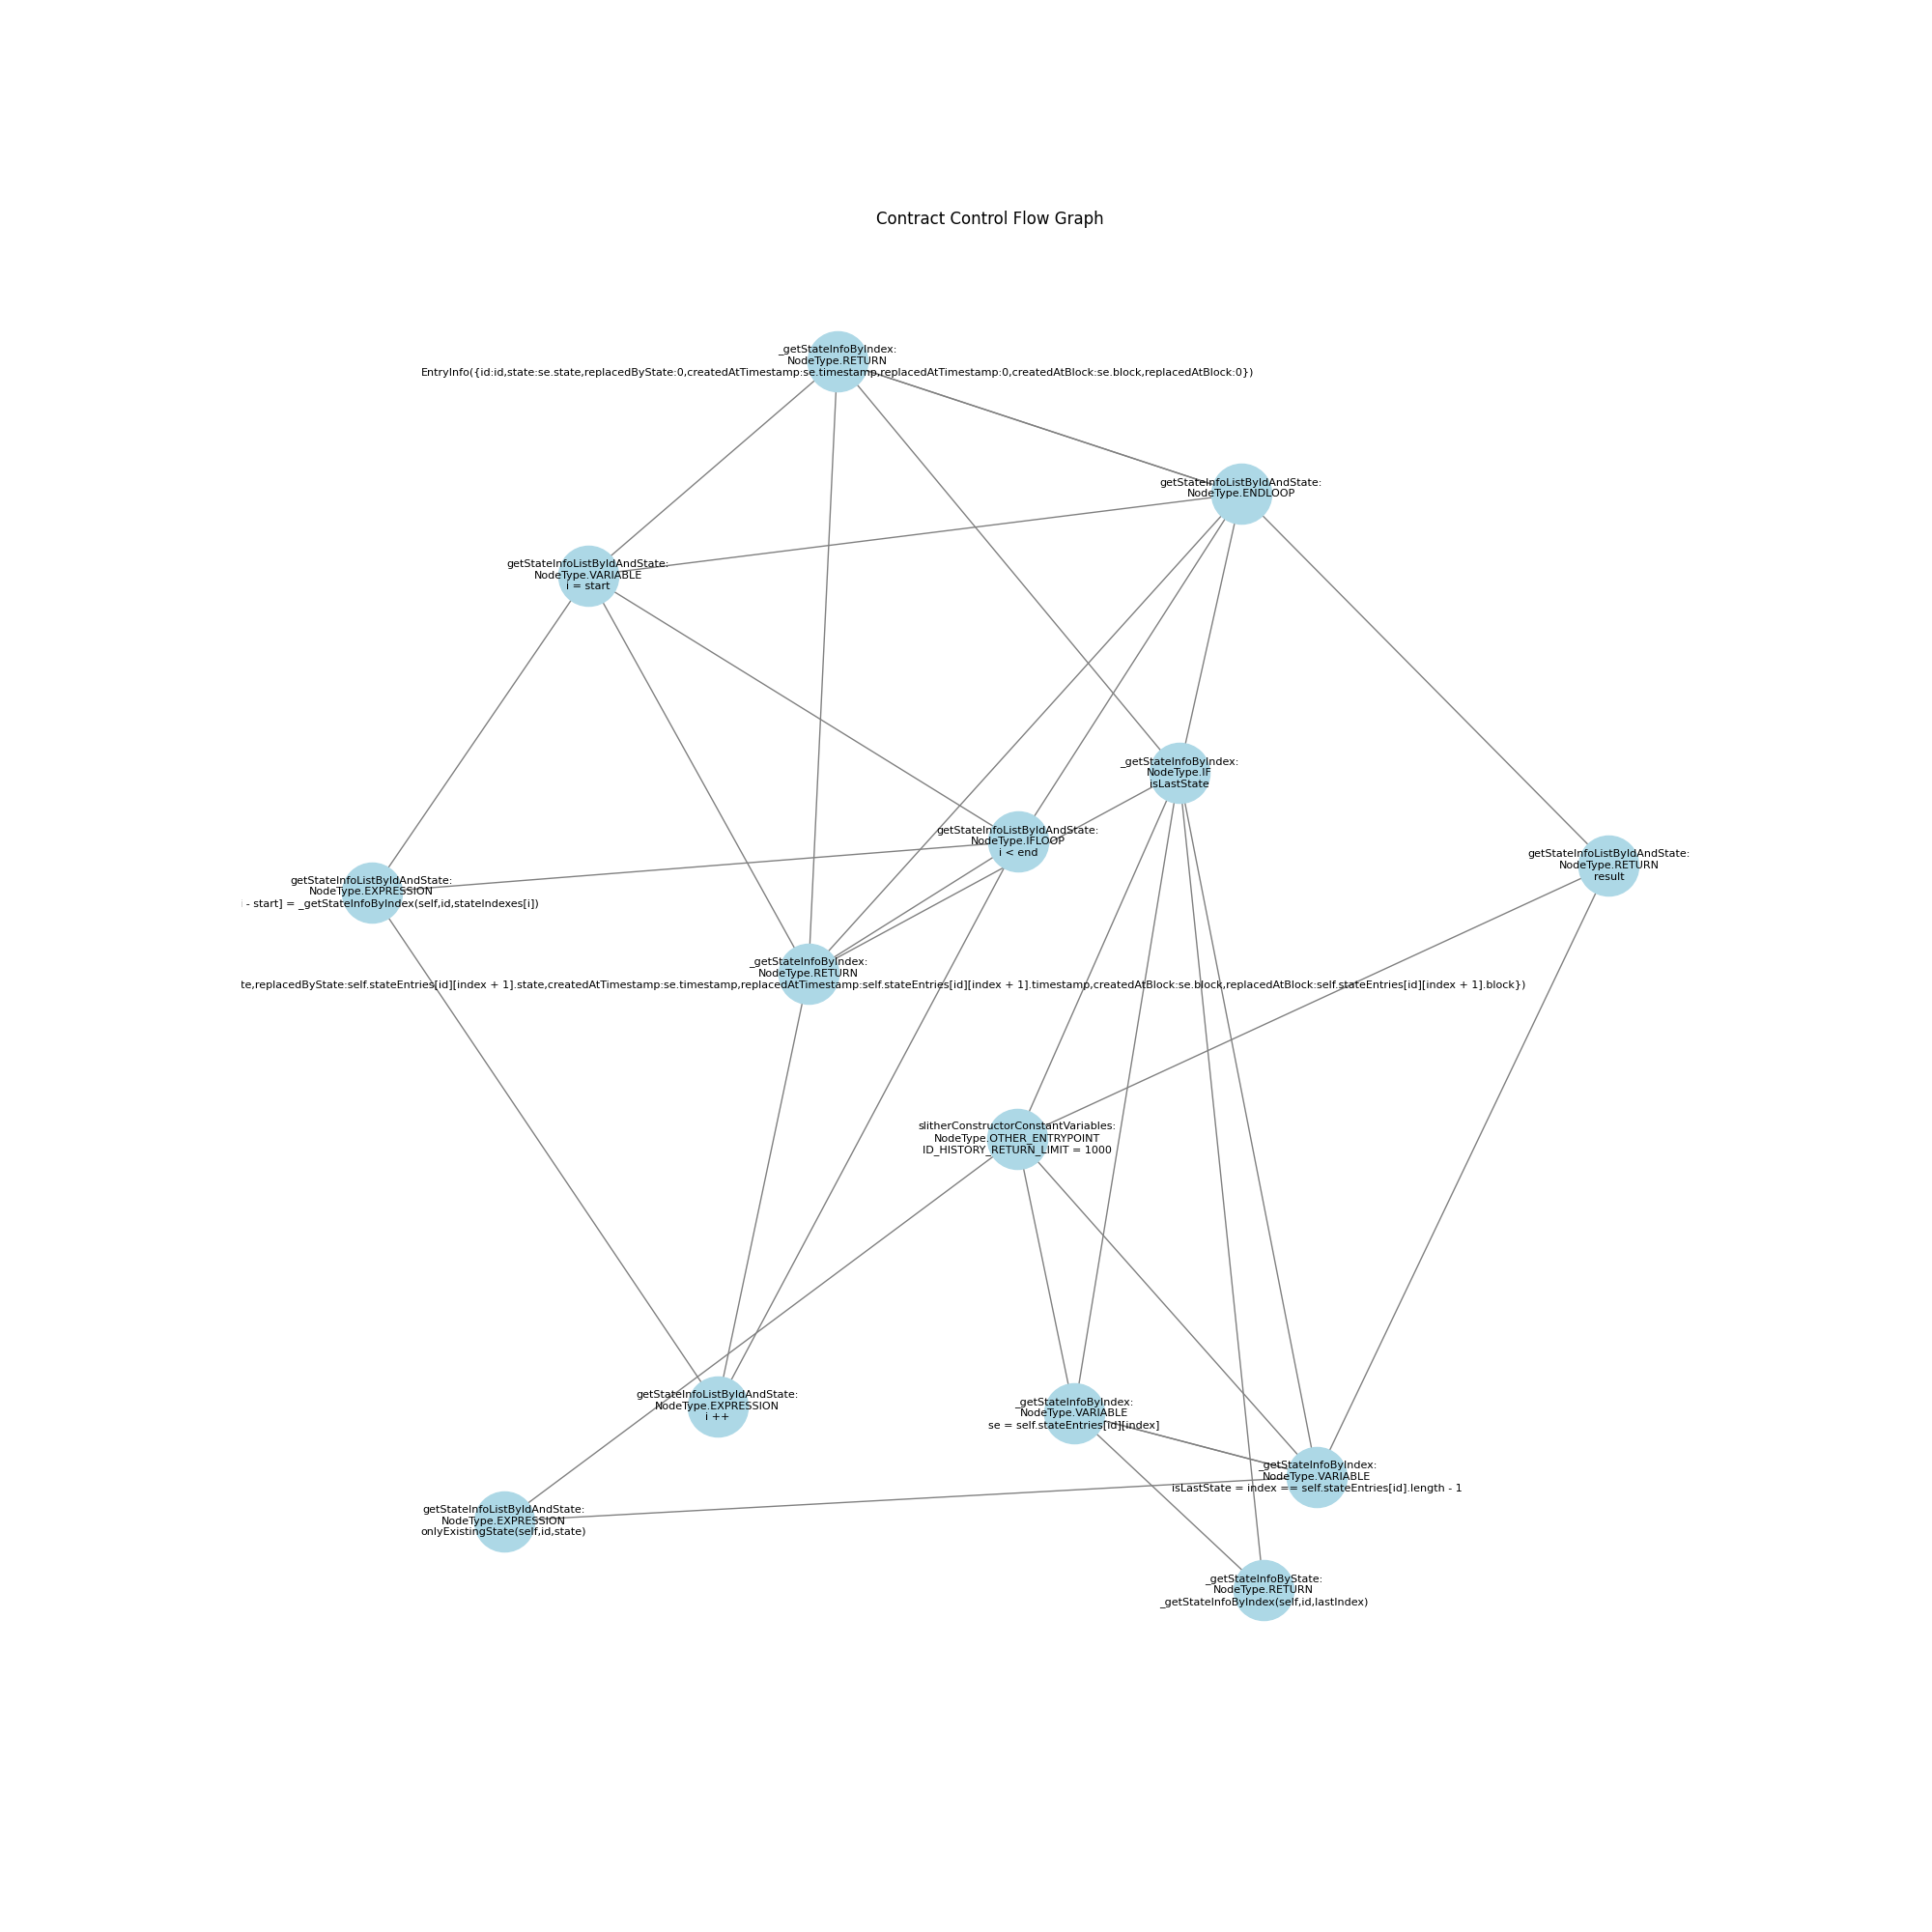 Contract Control Flow Graph
_getStateInfoByIndex:
NodeType.RETURN
EntryInfo({id:id,state:se.state,replacedByState:0,createdAtTimestamp:se.timestamp,replacedAtTimestamp:0,createdAtBlock:se.block,replacedAtBlock:0})
getStateInfoListByIdAndState:
NodeType.ENDLOOP
getStateInfoListByIdAndState:
NodeType.VARIABLE
i = start
_getStateInfoByIndex:
NodeType.IF
isLastState
getStateInfoListByIdAndState:
NodeType.IFLOOP
i < end
getStateInfoListByIdAndState:
NodeType.RETURN
result
getStateInfoListByIdAndState:
NodeType.EXPRESSION
- start] = _getStateInfoByIndex(self,id,stateIndexes[i])
_getStateInfoByIndex:
NodeType.RETURN
te,replacedByState:self.stateEntries[id][index + 1].state,createdAtTimestamp:se.timestamp,replacedAtTimestamp:self.stateEntries[id][index + 1].timestamp,createdAtBlock:se.block,replacedAtBlock:self.stateEntries[id][index + 1].block})
slitherConstructorConstantVariables:
NodeType.OTHER_ENTRYPOINT
ID_HISTORY_RETURN_LIMIT = 1000
getStateInfoListByIdAndState:
NodeType.EXPRESSION
i ++
_getStateInfoByIndex:
NodeType.VARIABLE
se = self.stateEntries[id][index]
_getStateInfoByIndex:
NodeType.VARIABLE
isLastState = index == self.stateEntries[id].length - 1
getStateInfoListByIdAndState:
NodeType.EXPRESSION
onlyExistingState(self,id,state)
_getStateInfoByState:
NodeType.RETURN
_getStateInfoByIndex(self,id,lastIndex)